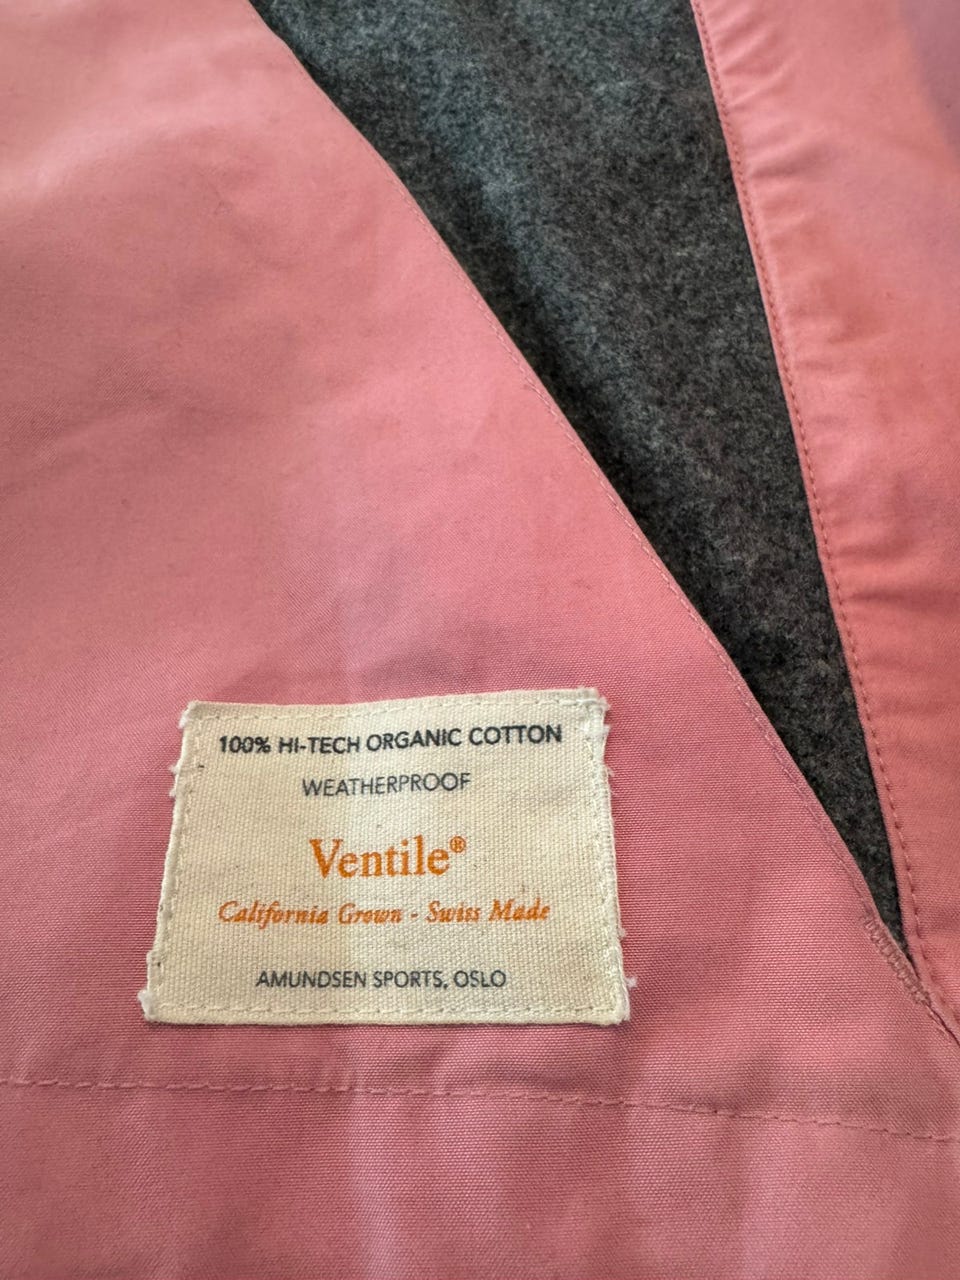 100% HI-TECH ORGANIC COTTON
WEATHERPROOF
Ventile®
California Grown - Swiss Made
AMUNDSEN SPORTS, OSLO